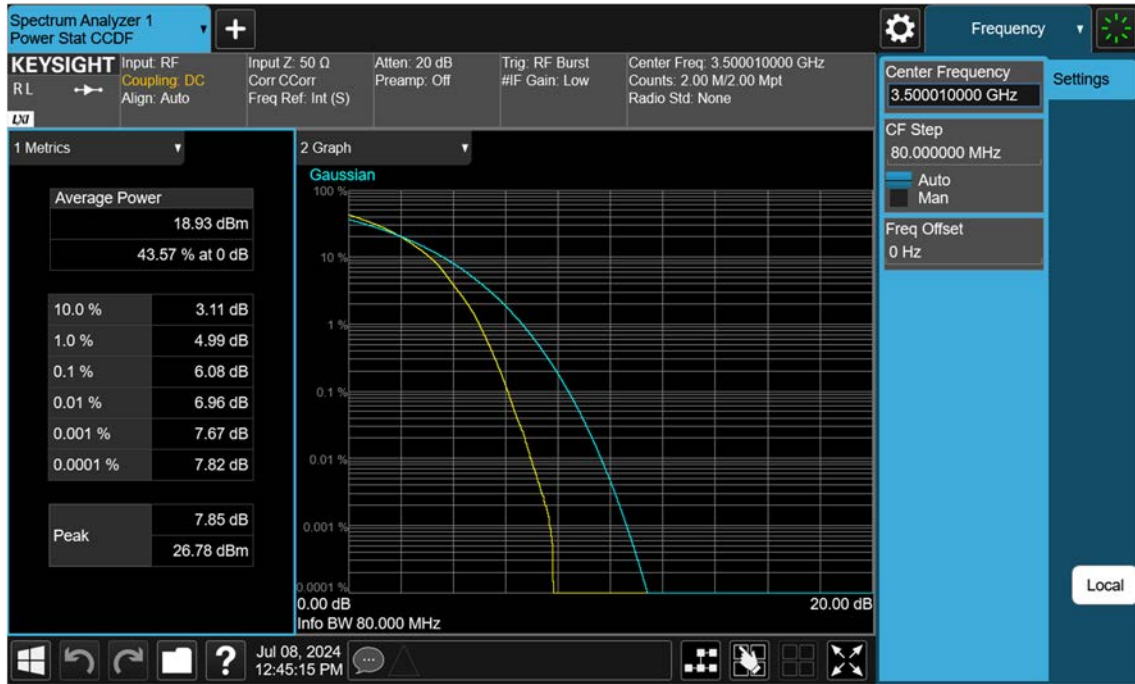 Spectrum Analyzer 1
Power Stat CCDF
+
Frequency
KEYSIGHT
R L
LXI
Input: RF
Coupling: DC
Align: Auto
Input Z: 50 Ω
Corr CCorr
Freq Ref: Int (S)
Atten: 20 dB
Preamp: Off
Trig: RF Burst
#IF Gain: Low
Center Freq: 3.500010000 GHz
Counts: 2.00 M/2.00 Mpt
Radio Std: None
Center Frequency
3.500010000 GHz
Settings
CF Step
80.000000 MHz
Auto
Man
Freq Offset
0 Hz
Local
1 Metrics
Average Power
18.93 dBm
43.57 % at 0 dB
10.0 % 3.11 dB
1.0 % 4.99 dB
0.1 % 6.08 dB
0.01 % 6.96 dB
0.001 % 7.67 dB
0.0001 % 7.82 dB
Peak
7.85 dB
26.78 dBm
2 Graph
Gaussian
100 %
10 %
1 %
0.1 %
0.01 %
0.001 %
0.0001 %
0.00 dB 20.00 dB
Info BW 80.000 MHz
?
Jul 08, 2024
12:45:15 PM